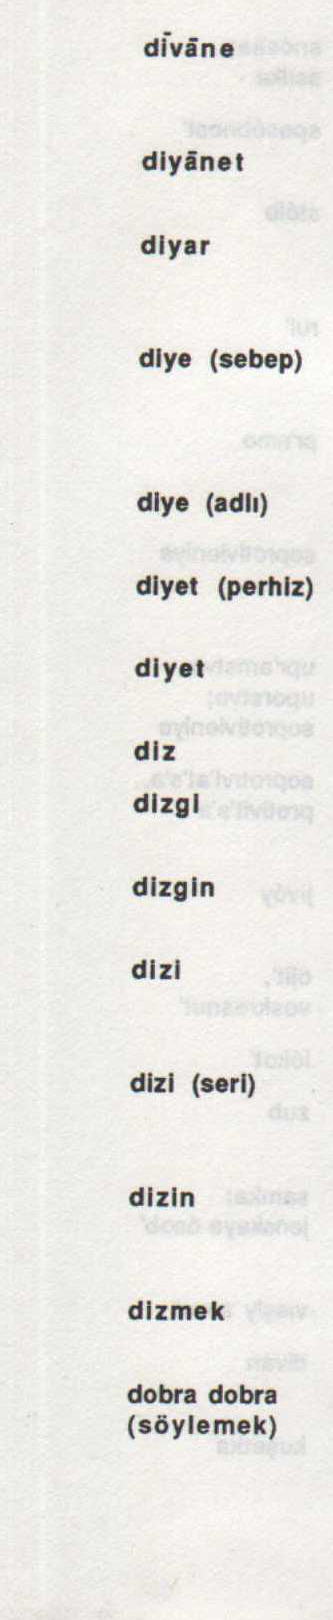 dīvāne
diyānet
diyar
diye (sebep)
diye (adlı)
diyet (perhiz)
diyet
diz
dizgi
dizgin
dizi
dizi (seri)
dizin
dizmek
dobra dobra
(söylemek)